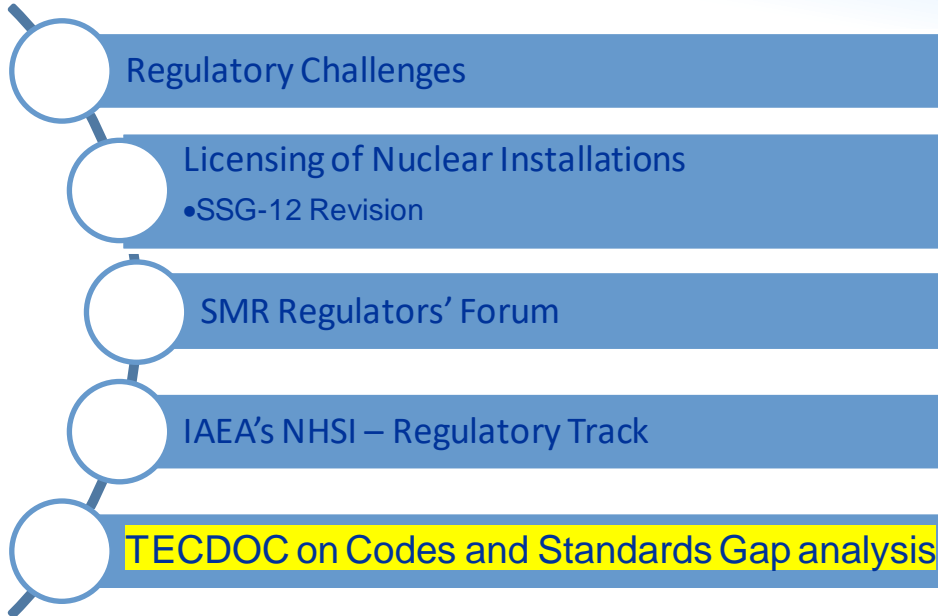 Regulatory Challenges
Licensing of Nuclear Installations
•SSG-12 Revision
SMR Regulators’ Forum
IAEA’s NHSI – Regulatory Track
TECDOC on Codes and Standards Gap analysis